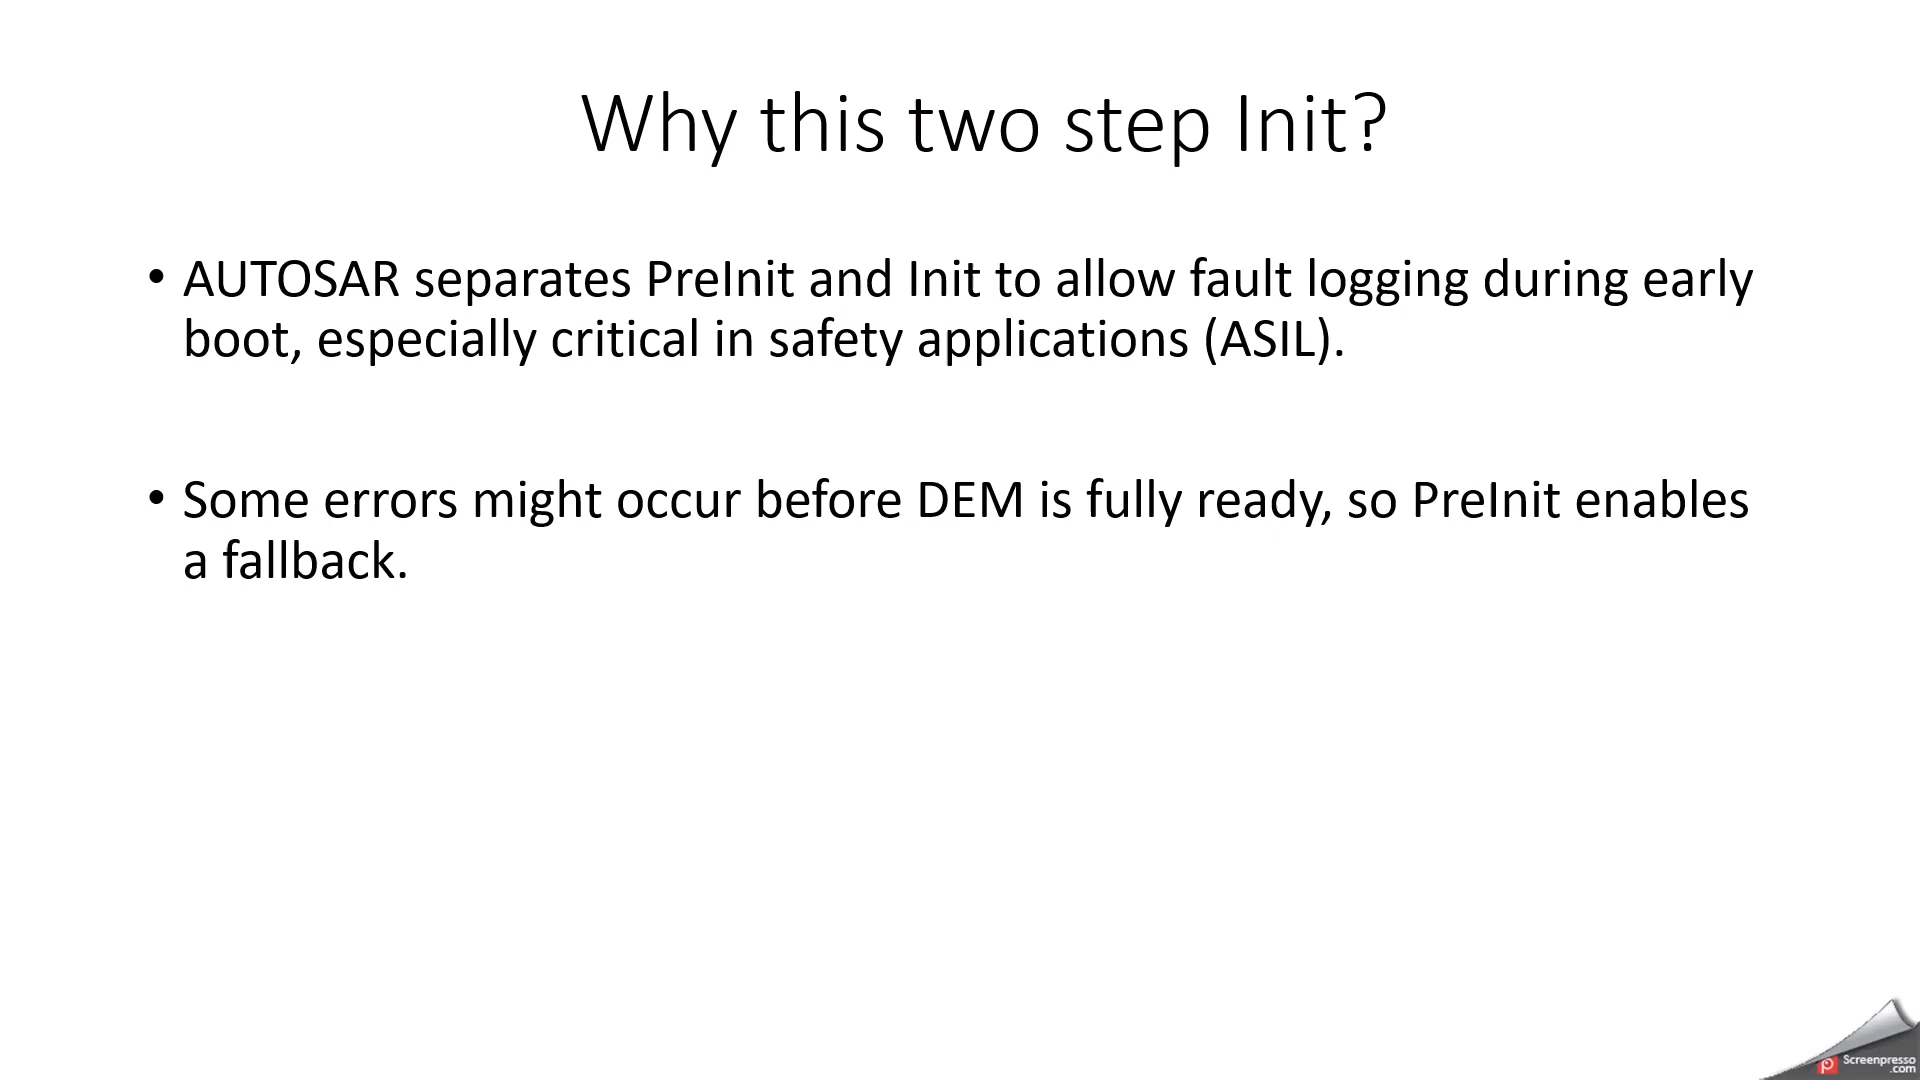 Why this two step Init?
• AUTOSAR separates PreInit and Init to allow fault logging during early
boot, especially critical in safety applications (ASIL).
• Some errors might occur before DEM is fully ready, so PreInit enables
a fallback.
Screenpresso
.com